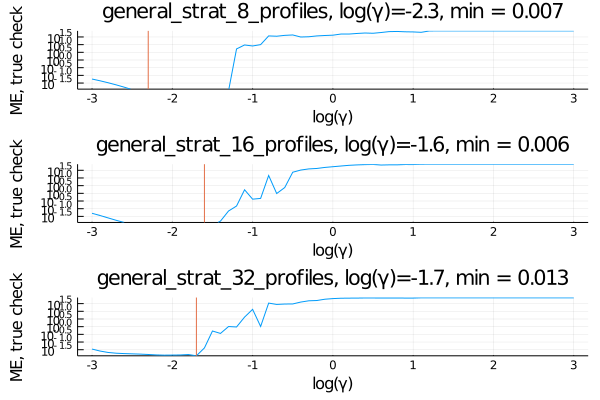 general_strat_8_profiles, log(γ)=-2.3, min = 0.007
ME, true check
-3 -2 -1 0 1 2 3
log(γ)
general_strat_16_profiles, log(γ)=-1.6, min = 0.006
ME, true check
-3 -2 -1 0 1 2 3
log(γ)
general_strat_32_profiles, log(γ)=-1.7, min = 0.013
ME, true check
-3 -2 -1 0 1 2 3
log(γ)